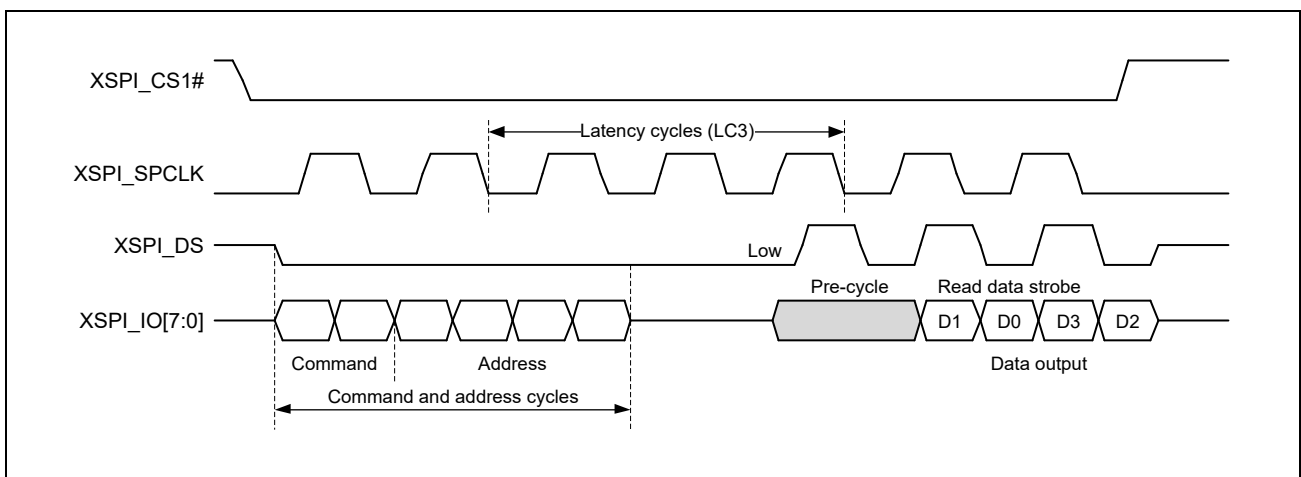 XSPI_CS1#
Latency cycles (LC3)
XSPI_SPCLK
XSPI_DS
Low
Pre-cycle
Read data strobe
XSPI_IO[7:0]
D1
D0
D3
D2
Command
Address
Data output
Command and address cycles